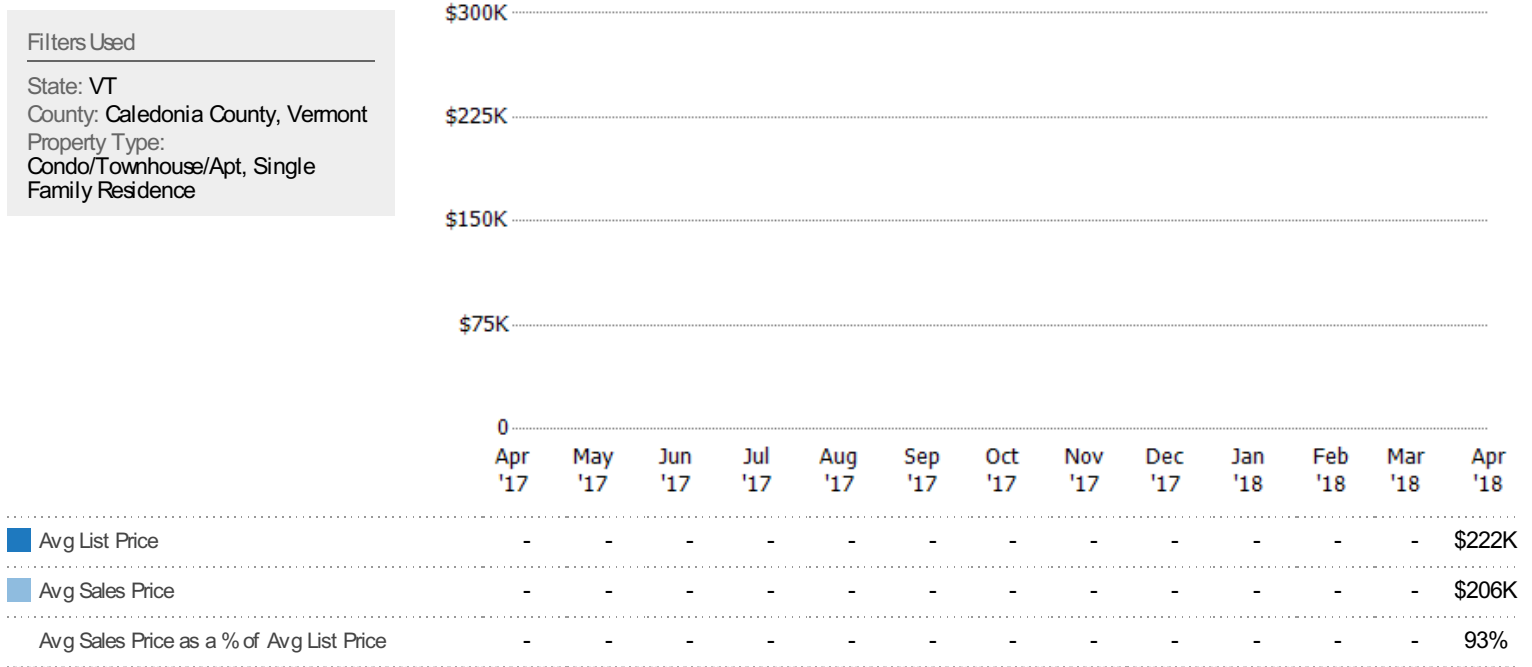 Filters Used
State: VT
County: Caledonia County, Vermont
Property Type:
Condo/Townhouse/Apt, Single
Family Residence
$300K
$225K
$150K
$75K
0
Apr May Jun Jul Aug Sep Oct Nov Dec Jan Feb Mar Apr
'17 '17 '17 '17 '17 '17 '17 '17 '17 '18 '18 '18 '18
Avg List Price - - - - - - - - - - - - $222K
Avg Sales Price - - - - - - - - - - - - $206K
Avg Sales Price as a % of Avg List Price - - - - - - - - - - - - 93%